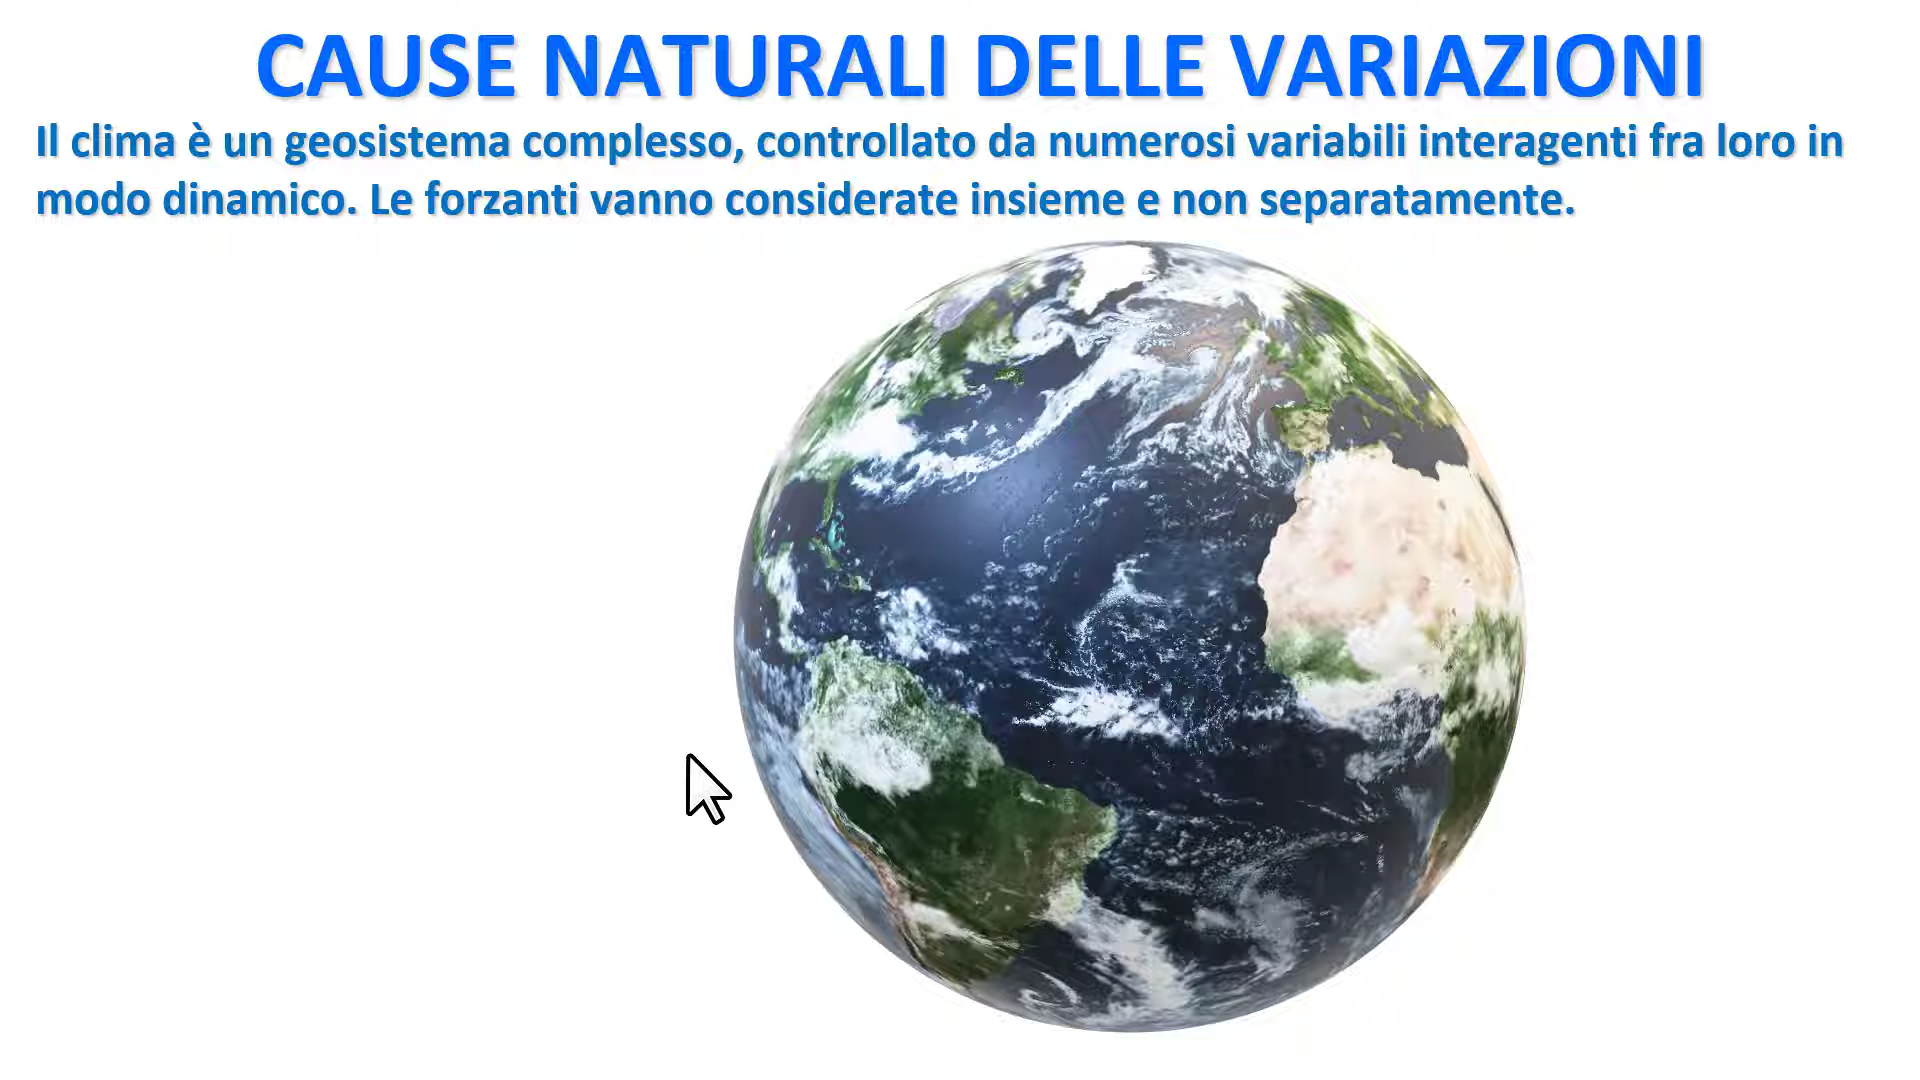 CAUSE NATURALI DELLE VARIAZIONI
Il clima è un geosistema complesso, controllato da numerosi variabili interagenti fra loro in
modo dinamico. Le forzanti vanno considerate insieme e non separatamente.